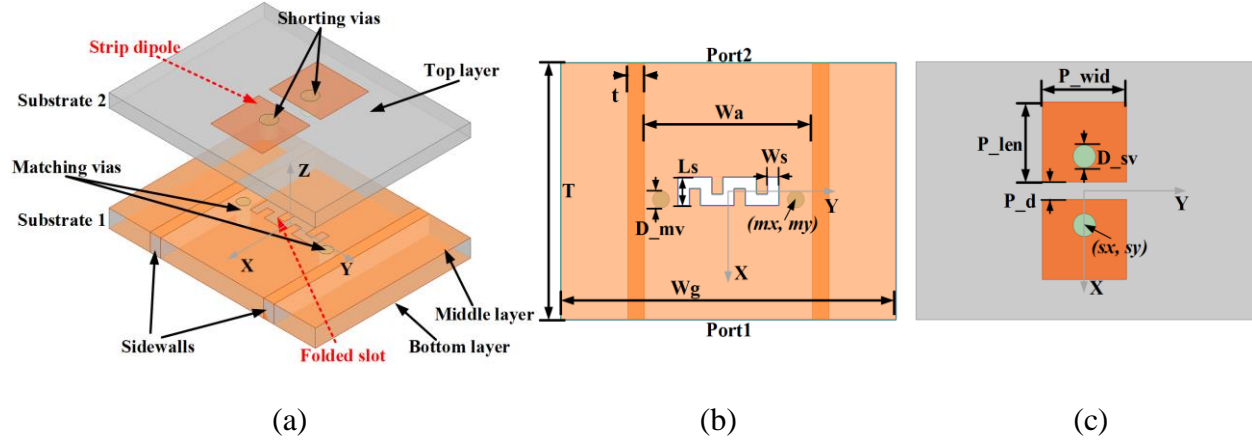 Shorting vias
Strip dipole
Top layer
Substrate 2
Matching vias
Z
Substrate 1
X
Y
Middle layer
Sidewalls
Folded slot
Bottom layer
(a)
Port2
t
Wa
Ls
Ws
T
Y
D_mv
(mx, my)
X
Wg
Port1
(b)
P_wid
P_len
D_sv
P_d
Y
(sx, sy)
X
(c)